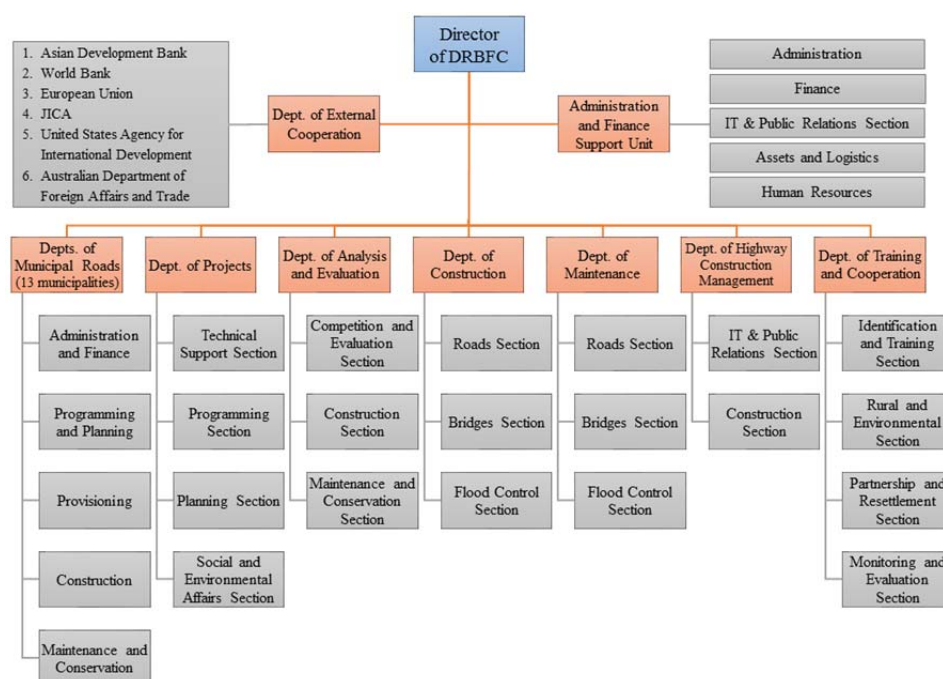 Director
of DRBFC
1. Asian Development Bank
2. World Bank
3. European Union
4. JICA
5. United States Agency for
International Development
6. Australian Department of
Foreign Affairs and Trade
Dept. of External
Cooperation
Administration
and Finance
Support Unit
Administration
Finance
IT & Public Relations Section
Assets and Logistics
Human Resources
Depts. of
Municipal Roads
(13 municipalities)
Administration
and Finance
Programming
and Planning
Provisioning
Construction
Maintenance and
Conservation
Dept. of Projects
Technical
Support Section
Programming
Section
Planning Section
Social and
Environmental
Affairs Section
Dept. of Analysis
and Evaluation
Competition and
Evaluation
Section
Construction
Section
Maintenance and
Conservation
Section
Dept. of
Construction
Roads Section
Bridges Section
Flood Control
Section
Dept. of
Maintenance
Roads Section
Bridges Section
Flood Control
Section
Dept. of Highway
Construction
Management
IT & Public
Relations Section
Construction
Section
Dept. of Training
and Cooperation
Identification
and Training
Section
Rural and
Environmental
Section
Partnership and
Resettlement
Section
Monitoring and
Evaluation
Section